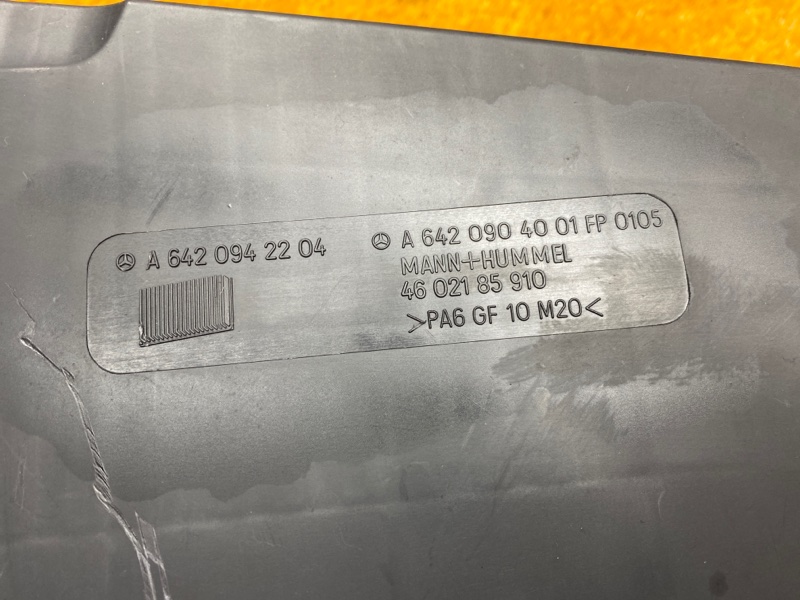 A 642 094 22 04
A 642 090 40 01 FP 0105
MANN+HUMMEL
46 021 85 910
>PA6 GF 10 M20<